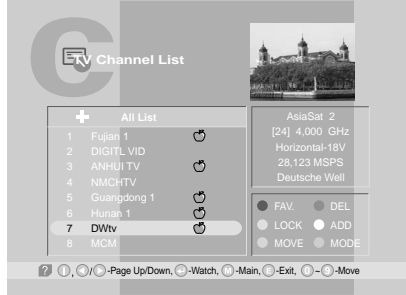 TV Channel List
All List
1 Fujian 1
2 DIGITL VID
3 ANHUI TV
4 NMCHTV
5 Guangdong 1
6 Hunan 1
7 DWtv
8 MCM
AsiaSat 2
[24] 4,000 GHz
Horizontal-18V
28,123 MSPS
Deutsche Well
FAV. DEL
LOCK ADD
MOVE MODE
? , / -Page Up/Down, -Watch, M -Main, E -Exit, 0 ~ 9 -Move